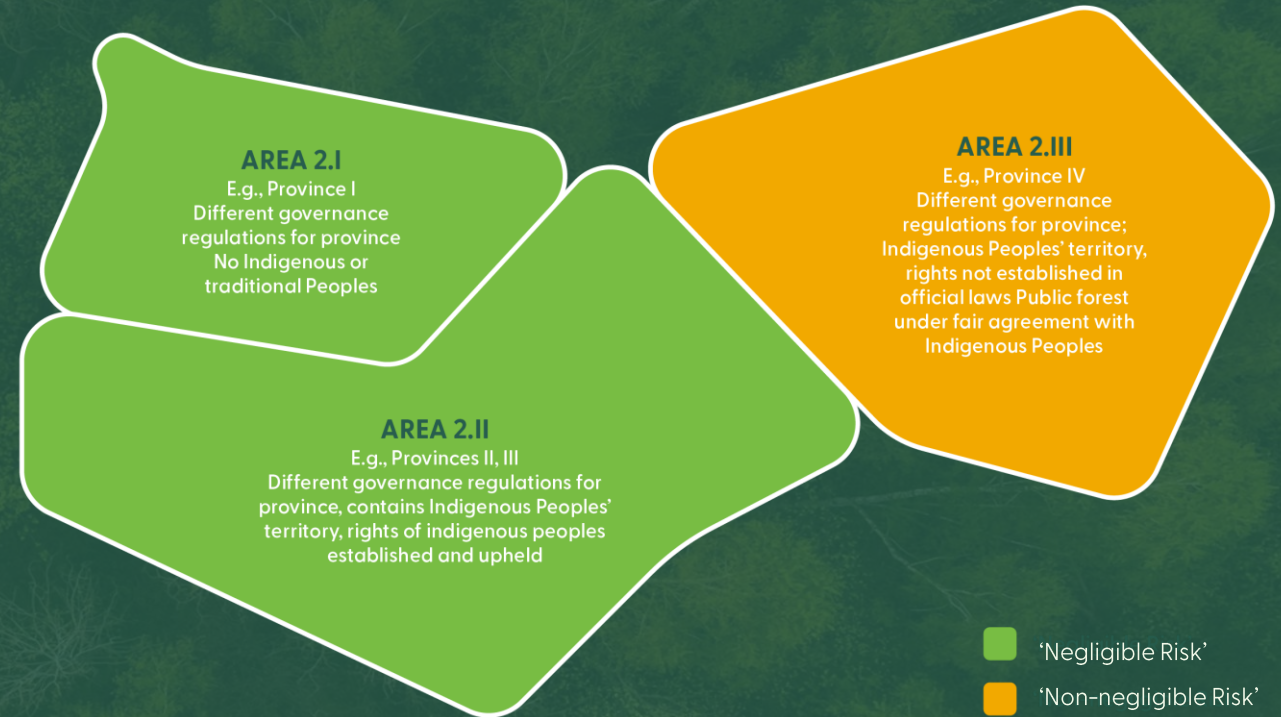 AREA 2.I
E.g., Province I
Different governance
regulations for province
No Indigenous or
traditional Peoples
AREA 2.III
E.g., Province IV
Different governance
regulations for province;
Indigenous Peoples’ territory,
rights not established in
official laws Public forest
under fair agreement with
Indigenous Peoples
AREA 2.II
E.g., Provinces II, III
Different governance regulations for
province, contains Indigenous Peoples’
territory, rights of indigenous peoples
established and upheld
‘Negligible Risk’
‘Non-negligible Risk’